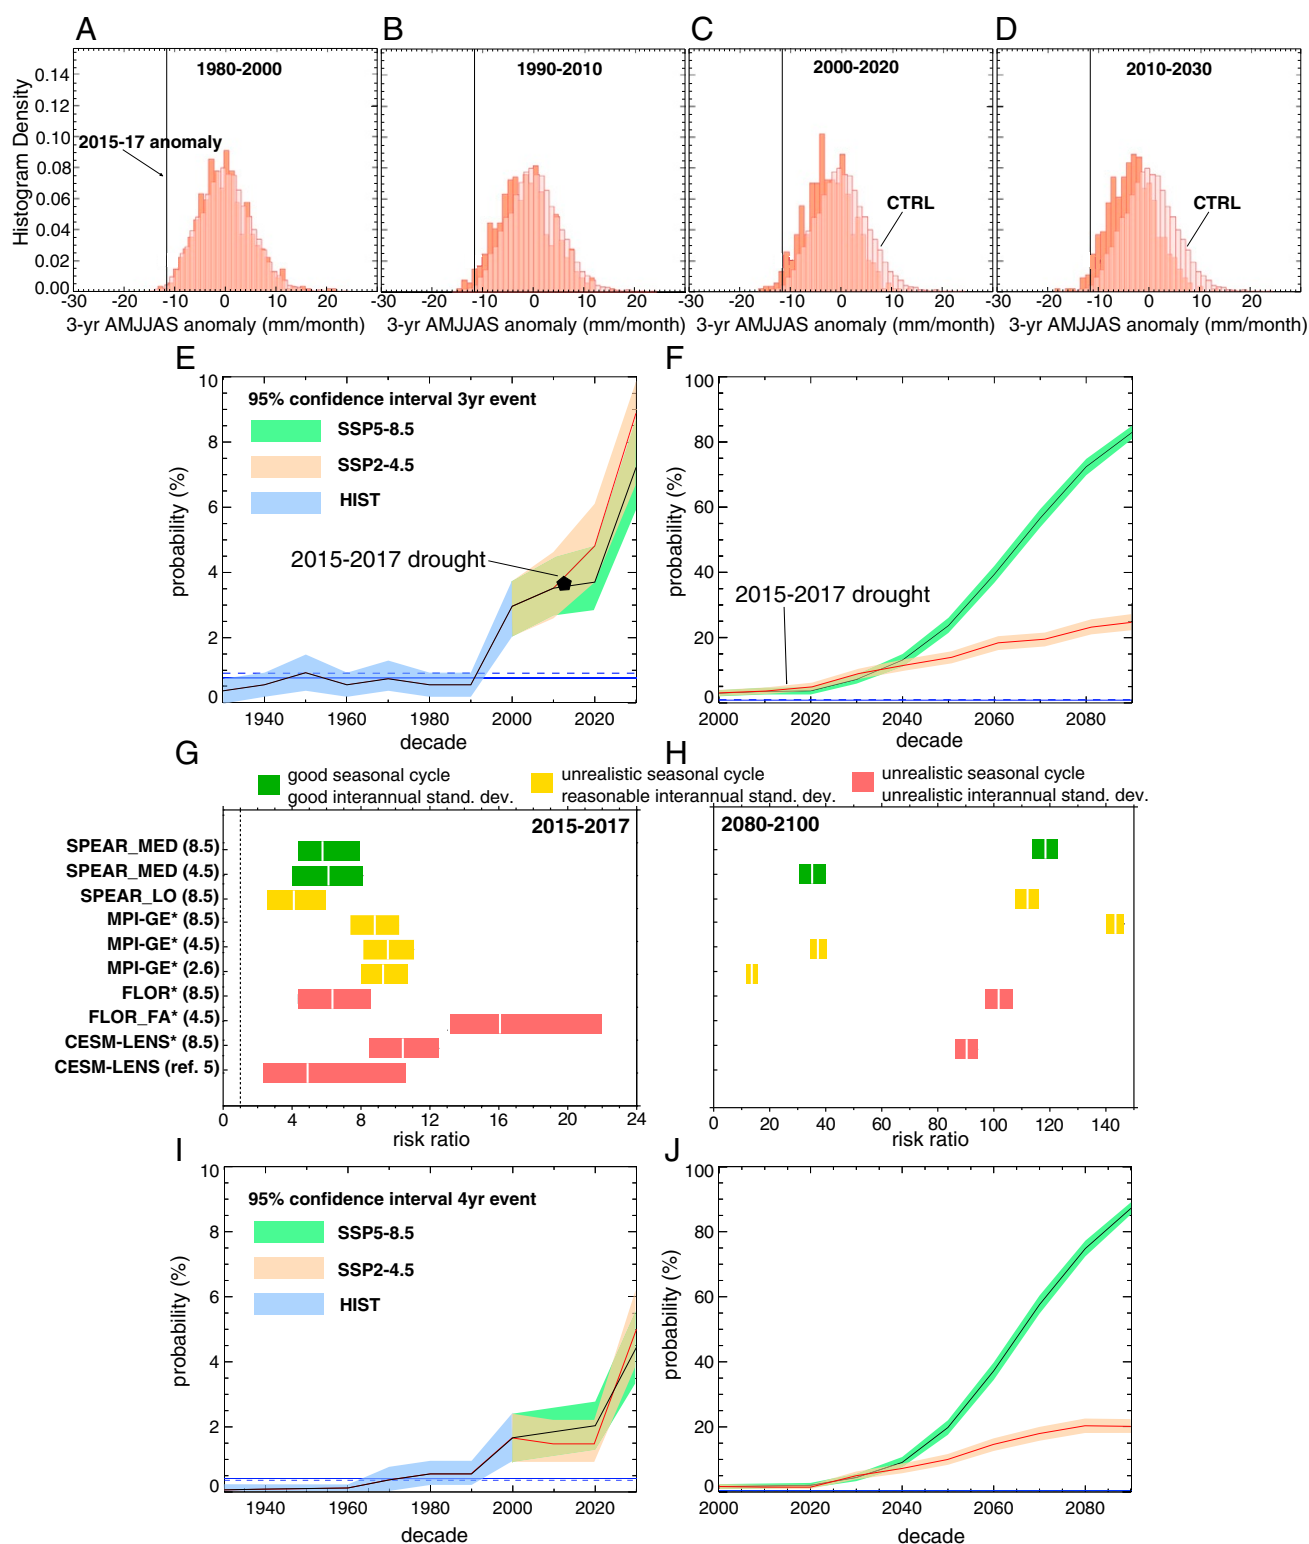 A
B
C
D
1980-2000
1990-2010
2000-2020
2010-2030
Histogram Density
0.14
0.12
0.10
0.08
0.06
0.04
0.02
0.00
2015-17 anomaly
CTRL
CTRL
-30 -20 -10 0 10 20
-30 -20 -10 0 10 20
-30 -20 -10 0 10 20
-30 -20 -10 0 10 20
3-yr AMJJAS anomaly (mm/month)
3-yr AMJJAS anomaly (mm/month)
3-yr AMJJAS anomaly (mm/month)
3-yr AMJJAS anomaly (mm/month)
E
probability (%)
10
8
6
4
2
0
95% confidence interval 3yr event
SSP5-8.5
SSP2-4.5
HIST
2015-2017 drought
1940 1960 1980 2000 2020
decade
F
probability (%)
100
80
60
40
20
0
2015-2017 drought
2000 2020 2040 2060 2080
decade
G
H
good seasonal cycle
good interannual stand. dev.
unrealistic seasonal cycle
reasonable interannual stand. dev.
unrealistic seasonal cycle
unrealistic interannual stand. dev.
2015-2017
SPEAR_MED (8.5)
SPEAR_MED (4.5)
SPEAR_LO (8.5)
MPI-GE* (8.5)
MPI-GE* (4.5)
MPI-GE* (2.6)
FLOR* (8.5)
FLOR_FA* (4.5)
CESM-LENS* (8.5)
CESM-LENS (ref. 5)
0 4 8 12 16 20 24
risk ratio
2080-2100
0 20 40 60 80 100 120 140
risk ratio
I
probability (%)
10
8
6
4
2
0
95% confidence interval 4yr event
SSP5-8.5
SSP2-4.5
HIST
1940 1960 1980 2000 2020
decade
J
probability (%)
100
80
60
40
20
0
2000 2020 2040 2060 2080
decade